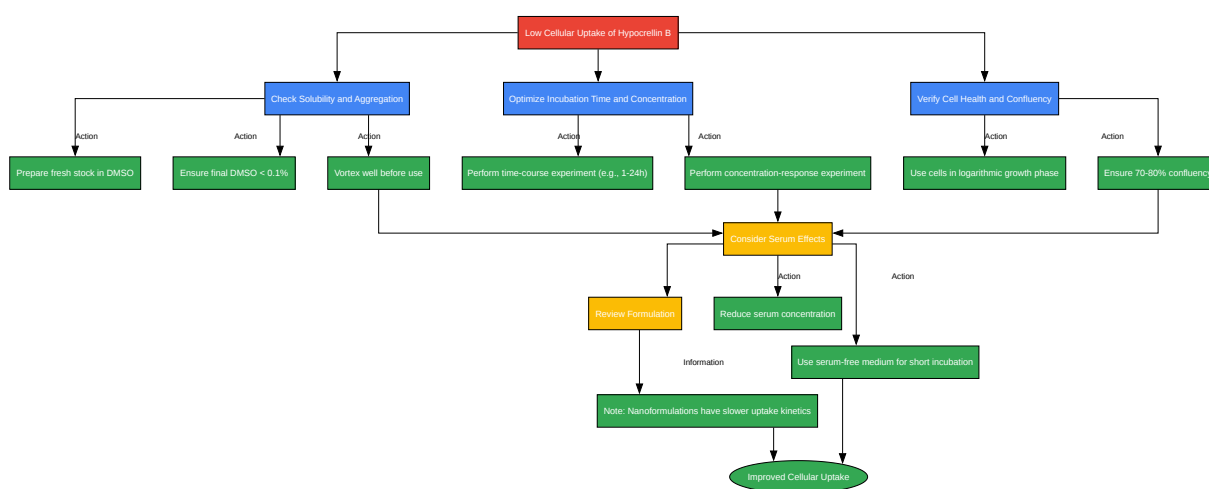 Low Cellular Uptake of Hypocrellin B
Check Solubility and Aggregation
Optimize Incubation Time and Concentration
Verify Cell Health and Confluency
Action
Action
Action
Action
Action
Action
Action
Prepare fresh stock in DMSO
Ensure final DMSO < 0.1%
Vortex well before use
Perform time-course experiment (e.g., 1-24h)
Perform concentration-response experiment
Use cells in logarithmic growth phase
Ensure 70-80% confluency
Consider Serum Effects
Action
Action
Review Formulation
Reduce serum concentration
Information
Use serum-free medium for short incubation
Note: Nanoformulations have slower uptake kinetics
Improved Cellular Uptake